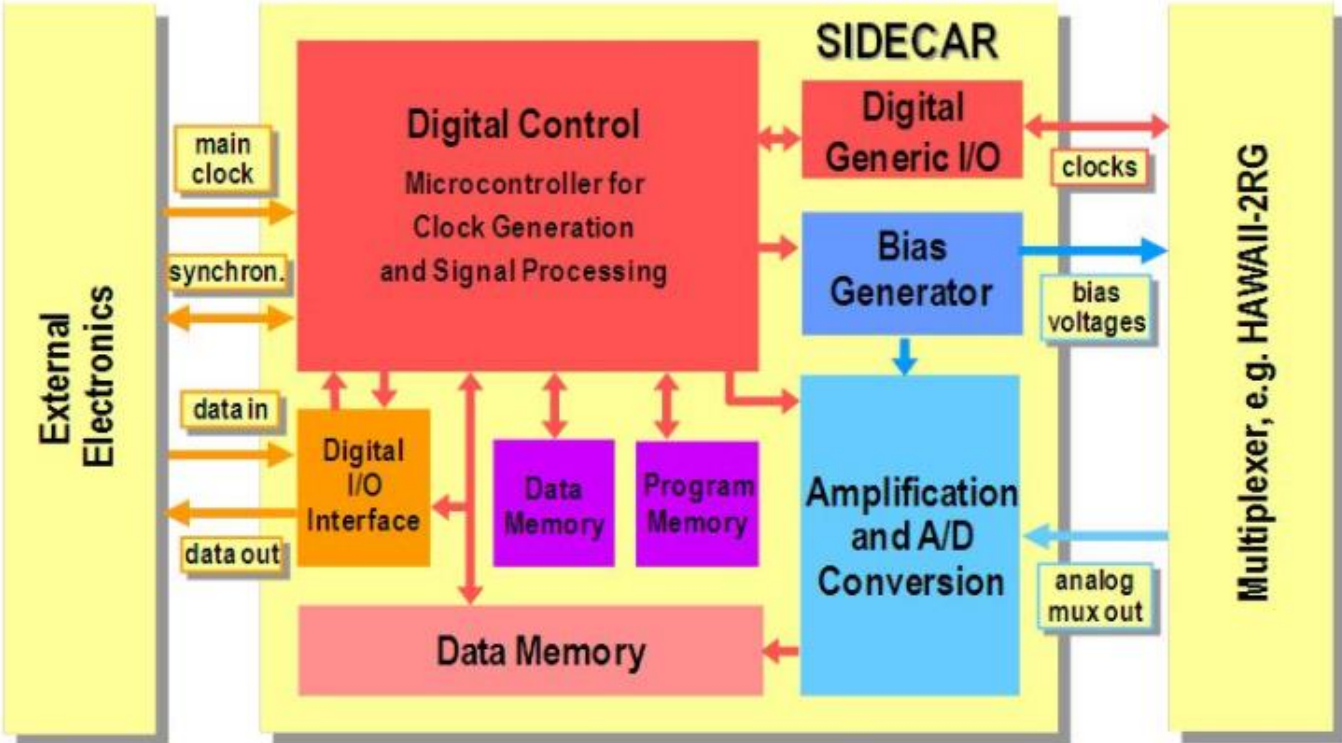 SIDECAR
External
Electronics
main
clock
synchron.
data in
data out
Digital Control
Microcontroller for
Clock Generation
and Signal Processing
Digital
Generic I/O
clocks
Bias
Generator
bias
voltages
Digital
I/O
Interface
Data
Memory
Program
Memory
Amplification
and A/D
Conversion
analog
mux out
Data Memory
Multiplexer, e.g. HAWAII-2RG